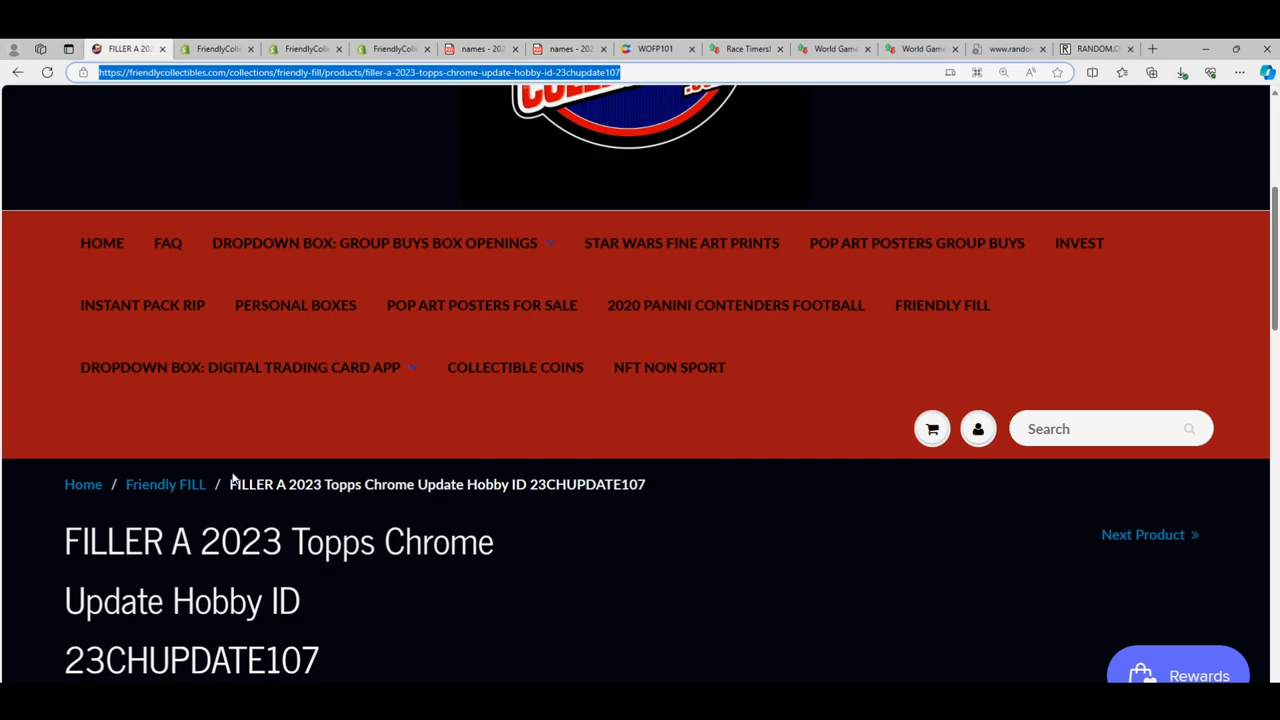 FILLER A 202
FriendlyColle
FriendlyCollec
FriendlyCollec
names - 202
names - 202
WOFP101
Race Timers!
World Game
World Game
www.random
RANDOM.O
https://friendlycollectibles.com/collections/friendly-fill/products/filler-a-2023-topps-chrome-update-hobby-id-23chupdate107
HOME FAQ DROPDOWN BOX: GROUP BUYS BOX OPENINGS STAR WARS FINE ART PRINTS POP ART POSTERS GROUP BUYS INVEST
INSTANT PACK RIP PERSONAL BOXES POP ART POSTERS FOR SALE 2020 PANINI CONTENDERS FOOTBALL FRIENDLY FILL
DROPDOWN BOX: DIGITAL TRADING CARD APP COLLECTIBLE COINS NFT NON SPORT
Search
Home / Friendly FILL / FILLER A 2023 Topps Chrome Update Hobby ID 23CHUPDATE107
FILLER A 2023 Topps Chrome
Update Hobby ID
23CHUPDATE107
Next Product »
Rewards